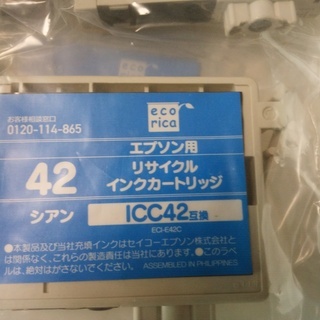 eco
rica
お客様相談窓口
0120-114-865
エプソン用
42
リサイクル
インクカートリッジ
シアン
ICC42互換
ECI-E42C
●本製品及び当社充填インクはセイコーエプソン株式会社と
は関係なく、これらの製造責任は当社にあります。●このラベ
ルは、絶対はがさないでください。
ASSEMBLED IN PHILIPPINES